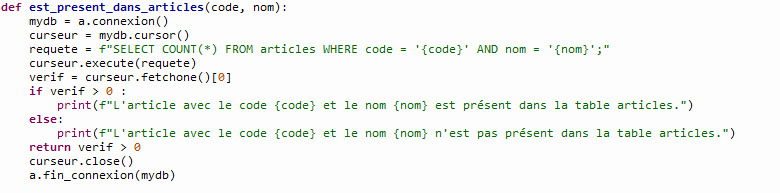 def est_present_dans_articles(code, nom):
    mydb = a.connexion()
    curseur = mydb.cursor()
    requete = f"SELECT COUNT(*) FROM articles WHERE code = '{code}' AND nom = '{nom}';"
    curseur.execute(requete)
    verif = curseur.fetchone()[0]
    if verif > 0 :
        print(f"L'article avec le code {code} et le nom {nom} est présent dans la table articles.")
    else:
        print(f"L'article avec le code {code} et le nom {nom} n'est pas présent dans la table articles.")
    return verif > 0
    curseur.close()
    a.fin_connexion(mydb)